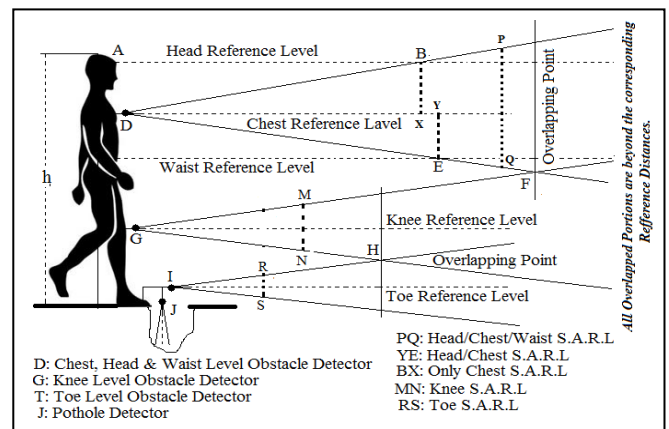 A
Head Reference Level
B
P
D
Chest Reference Lavel
X
Y
Waist Reference Level
E
Q
F
Overlapping Point
h
M
Knee Reference Level
G
N
H
Overlapping Point
I
R
S
Toe Reference Level
J
All Overlapped Portions are beyond the corresponding
Refference Distances.
D: Chest, Head & Waist Level Obstacle Detector
G: Knee Level Obstacle Detector
T: Toe Level Obstacle Detector
J: Pothole Detector
PQ: Head/Chest/Waist S.A.R.L
YE: Head/Chest S.A.R.L
BX: Only Chest S.A.R.L
MN: Knee S.A.R.L
RS: Toe S.A.R.L